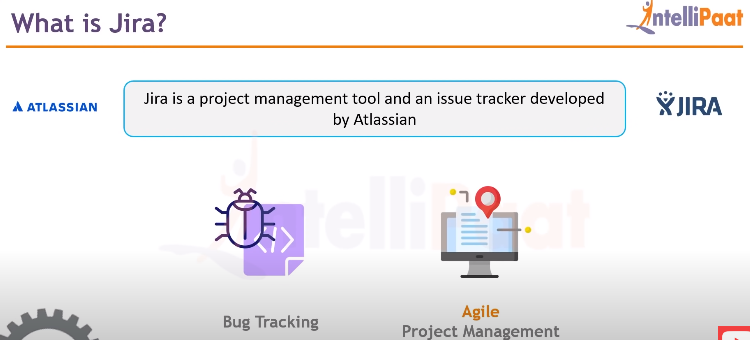 What is Jira?
IntelliPaat
ATLASSIAN
Jira is a project management tool and an issue tracker developed
by Atlassian
JIRA
IntelliPaat
</>
Bug Tracking
Agile
Project Management